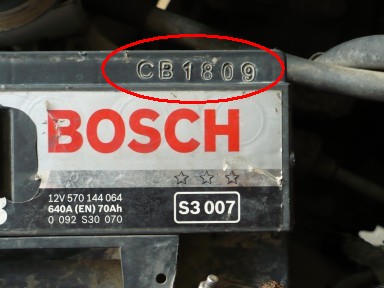 CB1809
BOSCH
12V 570 144 064
640A (EN) 70Ah
0 092 S30 070
S3 007